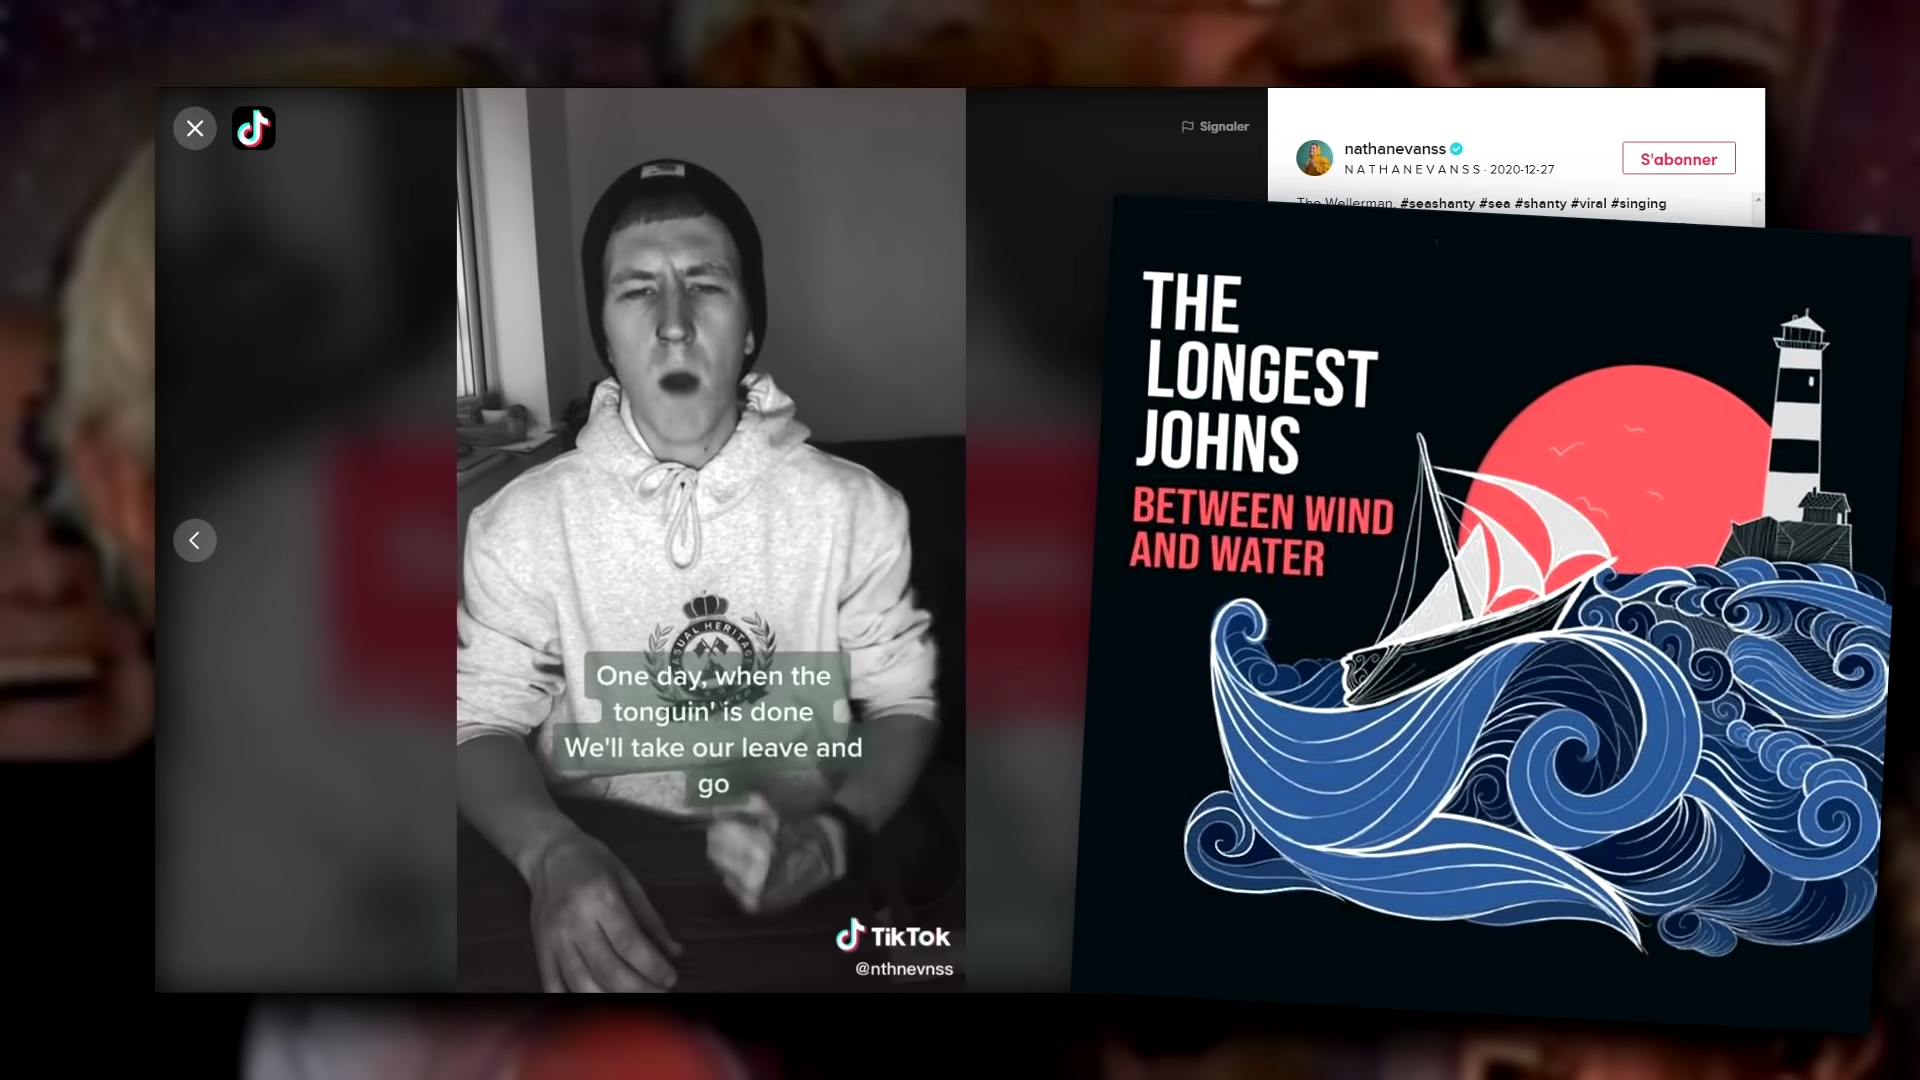 Signaler
nathanevanss
NATHANEVANSS · 2020-12-27
S'abonner
The Wellerman. #seashanty #sea #shanty #viral #singing
THE
LONGEST
JOHNS
BETWEEN WIND
AND WATER
One day, when the
tonguin' is done
We'll take our leave and
go
TikTok
@nthnevnss